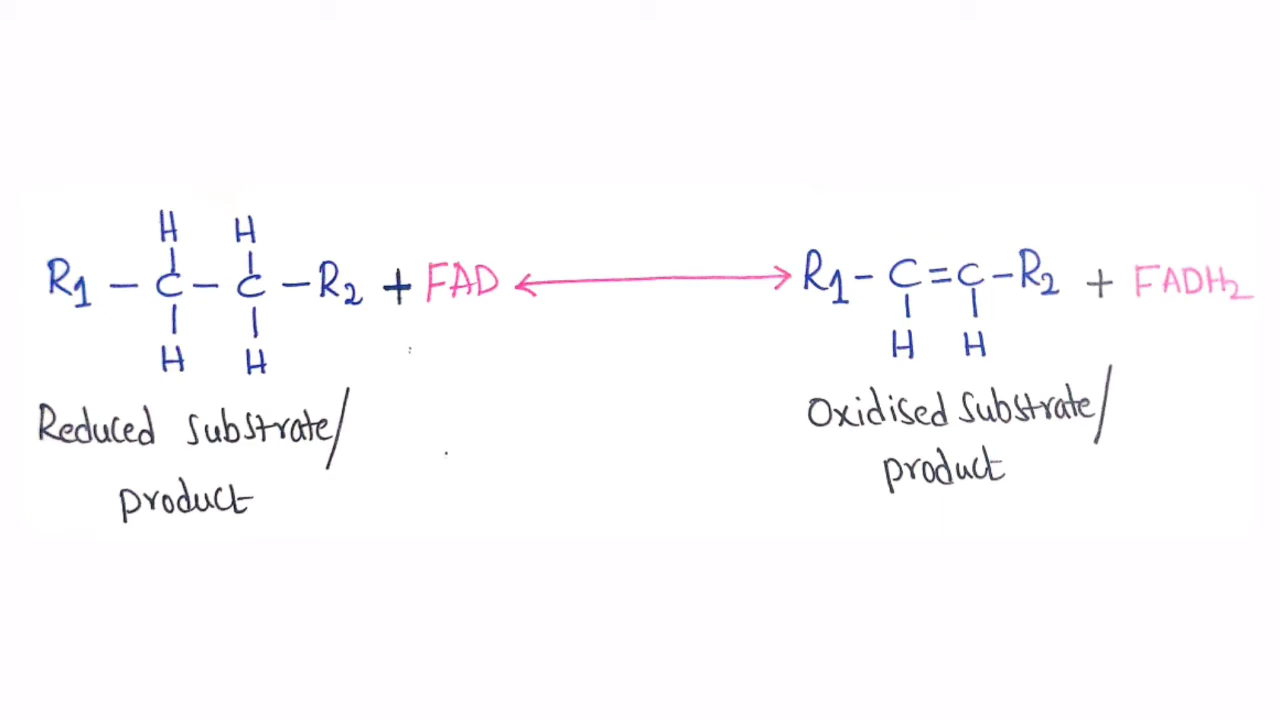 H H H H
R1 - C - C - R2 + FAD ⟷ R1 - C = C - R2 + FADH2
H H H H
Reduced substrate/
product
Oxidised substrate/
product